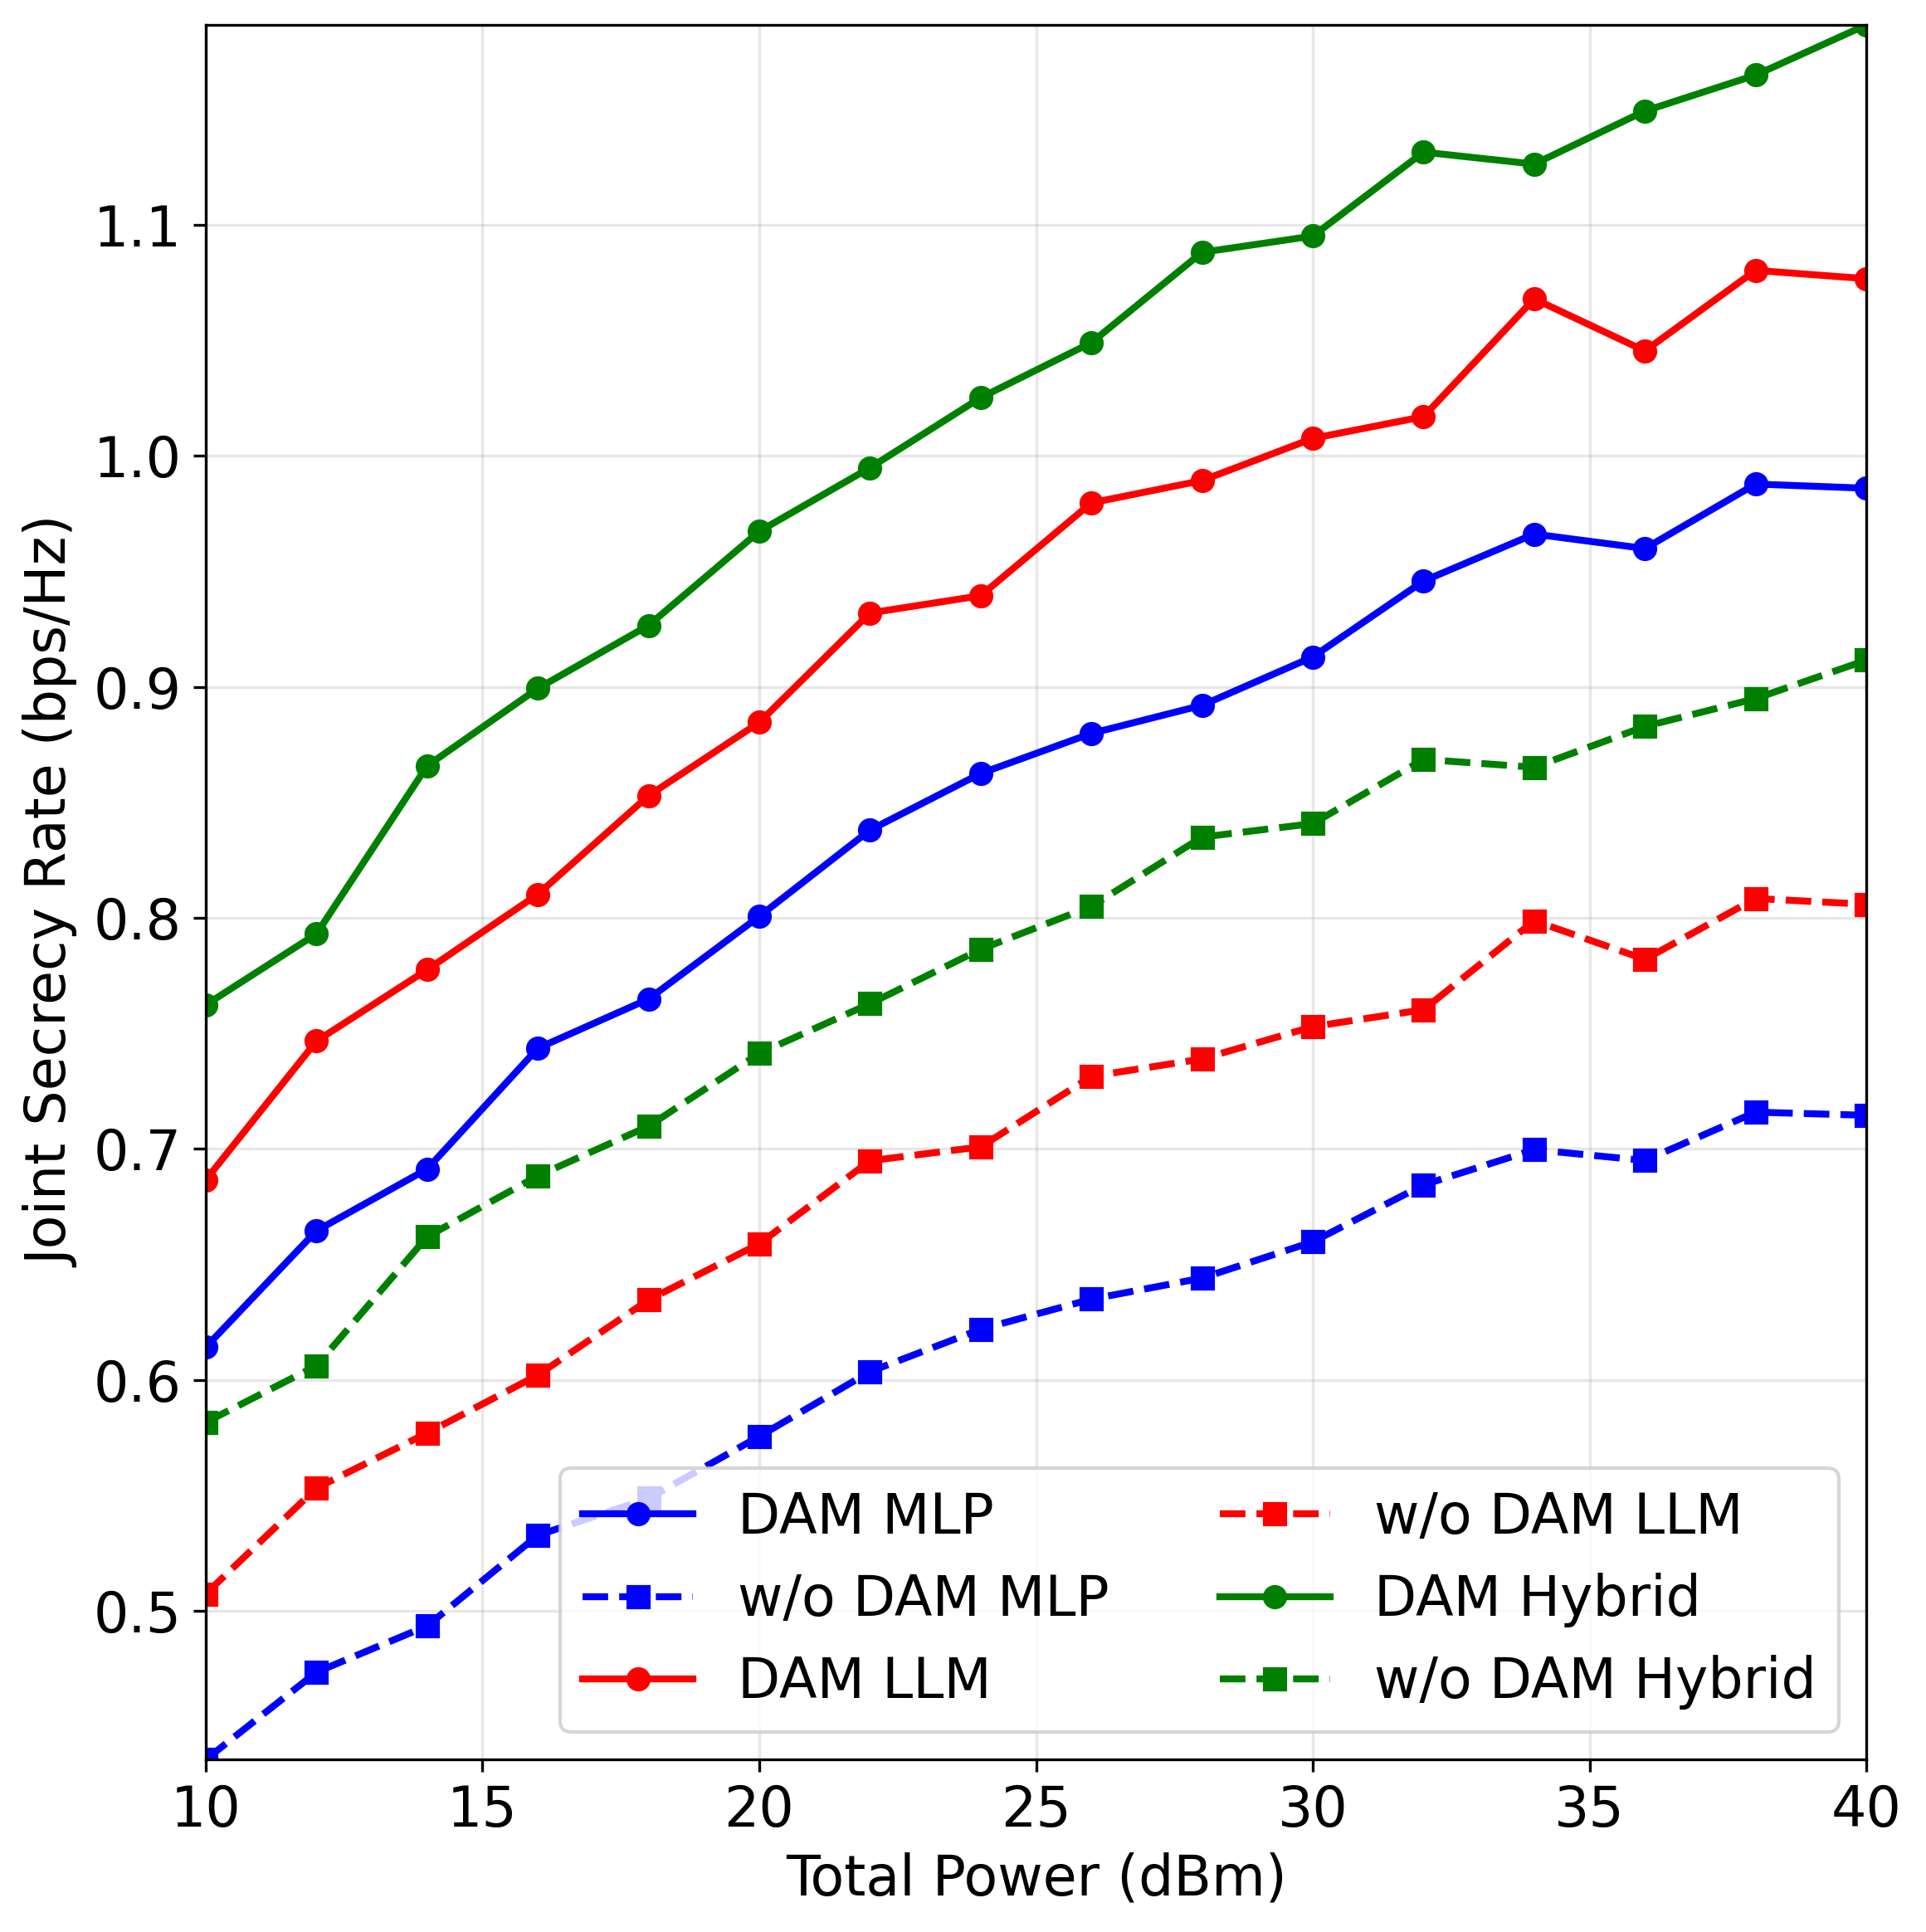 Joint Secrecy Rate (bps/Hz)
1.1
1.0
0.9
0.8
0.7
0.6
0.5
DAM MLP
w/o DAM MLP
DAM LLM
w/o DAM LLM
DAM Hybrid
w/o DAM Hybrid
10 15 20 25 30 35 40
Total Power (dBm)